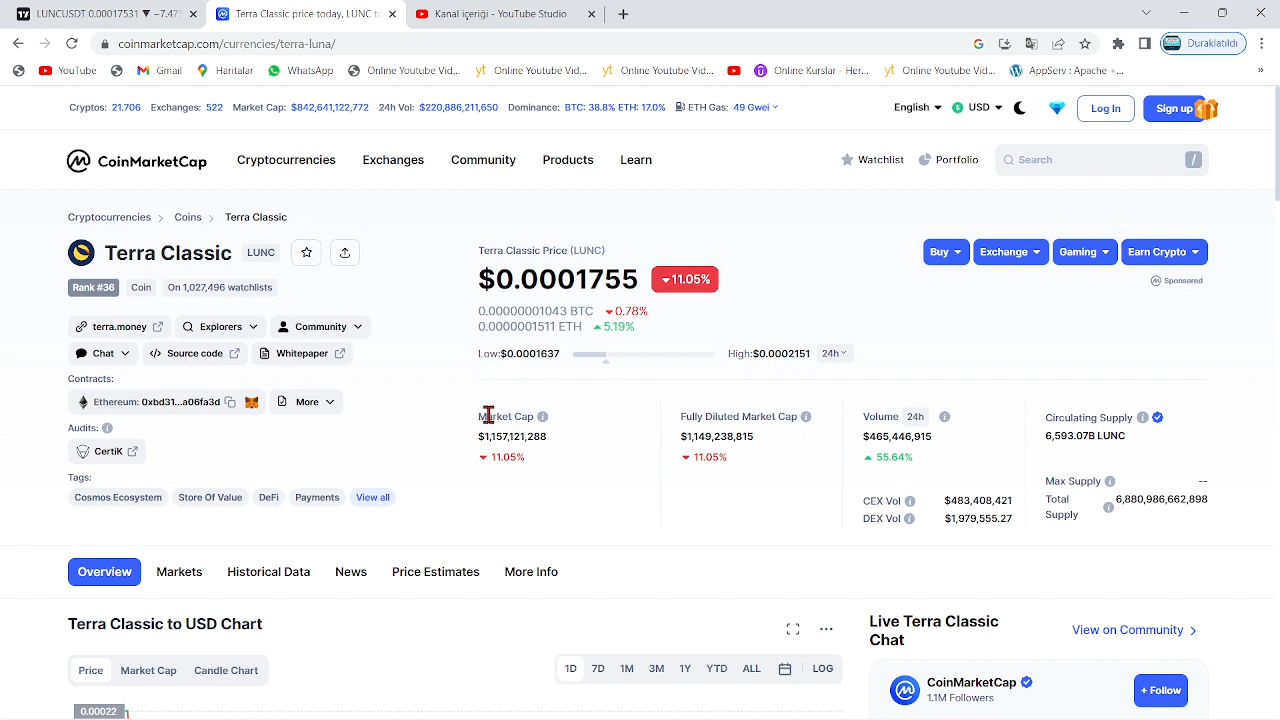 LUNCUSDT 0.00017531 ▼ −7.47
Terra Classic price today, LUNC to
Kanal içeriği - YouTube Studio
coinmarketcap.com/currencies/terra-luna/
Duraklatıldı
YouTube
Gmail
Haritalar
WhatsApp
Online Youtube Vid...
Online Youtube Vid...
Online Youtube Vid...
Online Kurslar - Her...
Online Youtube Vid...
AppServ : Apache +...
»
Cryptos: 21.706 Exchanges: 522 Market Cap: $842,641,122,772 24h Vol: $220,886,211,650 Dominance: BTC: 38.8% ETH: 17.0% ETH Gas: 49 Gwei
English USD Log In Sign up
CoinMarketCap Cryptocurrencies Exchanges Community Products Learn Watchlist Portfolio Search /
Cryptocurrencies > Coins > Terra Classic
Terra Classic LUNC
Rank #36 Coin On 1,027,496 watchlists
terra.money Explorers Community
Chat Source code Whitepaper
Contracts:
Ethereum: 0xbd31...a06fa3d More
Audits:
CertiK
Tags:
Cosmos Ecosystem Store Of Value DeFi Payments View all
Terra Classic Price (LUNC)
$0.0001755 11.05%
0.00000001043 BTC 0.78%
0.0000001511 ETH 5.19%
Low:$0.0001637 High:$0.0002151 24h
Buy Exchange Gaming Earn Crypto
Sponsored
Market Cap
$1,157,121,288
11.05%
Fully Diluted Market Cap
$1,149,238,815
11.05%
Volume 24h
$465,446,915
55.64%
CEX Vol $483,408,421
DEX Vol $1,979,555.27
Circulating Supply
6,593.07B LUNC
Max Supply --
Total Supply 6,880,986,662,898
Overview Markets Historical Data News Price Estimates More Info
Terra Classic to USD Chart
Price Market Cap Candle Chart
1D 7D 1M 3M 1Y YTD ALL LOG
0.00022
Live Terra Classic
Chat
View on Community >
CoinMarketCap
1.1M Followers
+ Follow